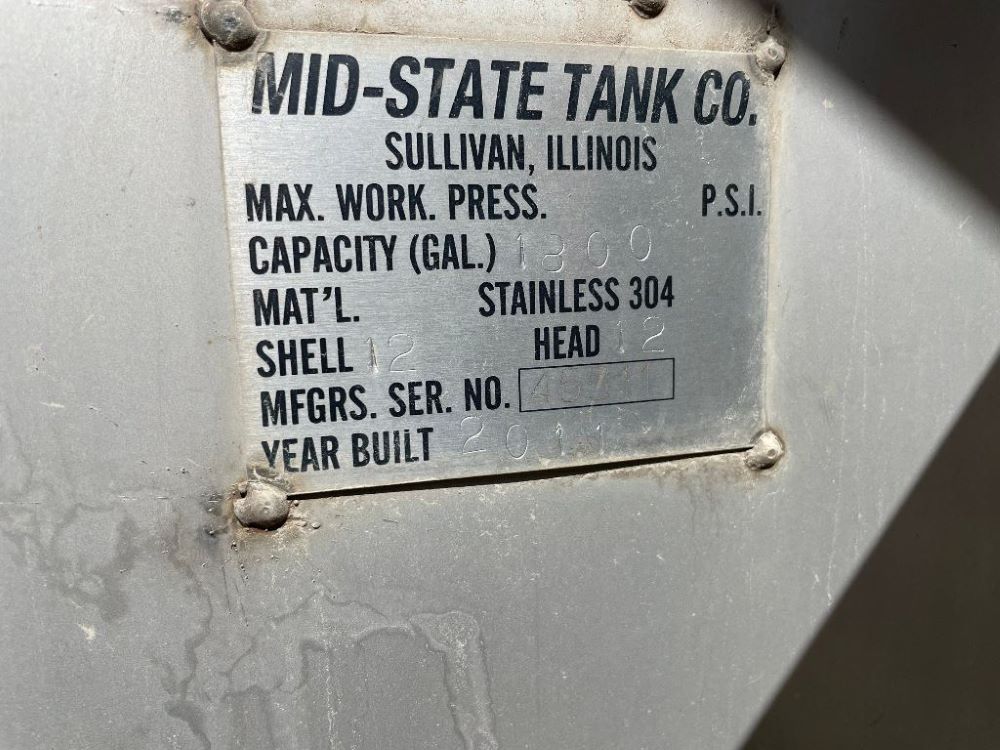 MID-STATE TANK CO.
SULLIVAN, ILLINOIS
MAX. WORK. PRESS. P.S.I.
CAPACITY (GAL.) 1800
MAT'L. STAINLESS 304
SHELL 12 HEAD 12
MFGRS. SER. NO.
YEAR BUILT 2011